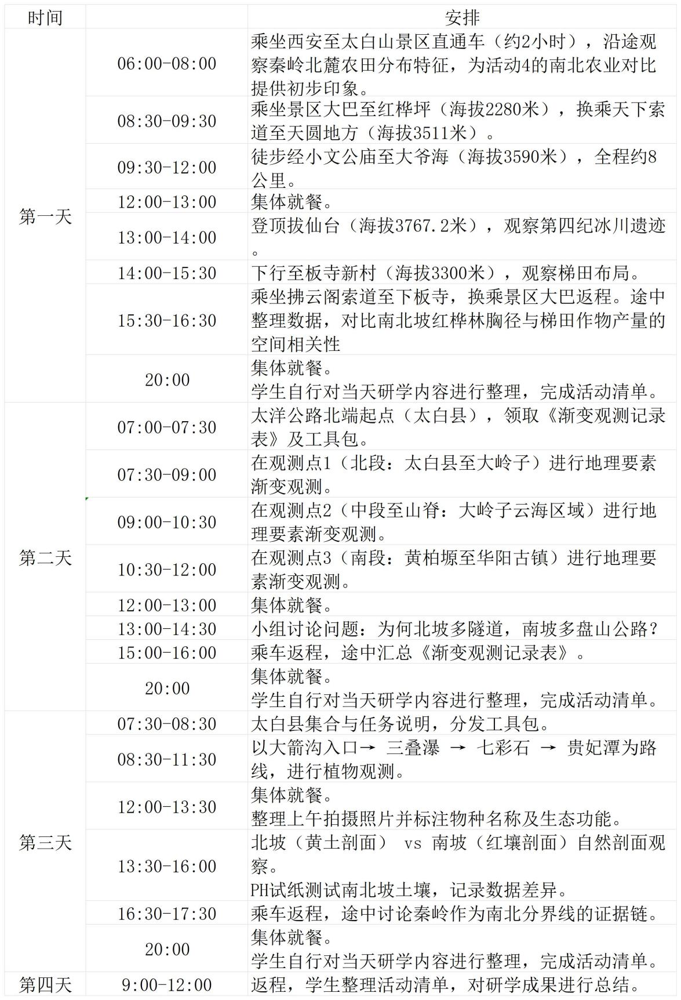 时间
安排
第一天
06:00-08:00
乘坐西安至太白山景区直通车（约2小时），沿途观
察秦岭北麓农田分布特征，为活动4的南北农业对比
提供初步印象。
08:30-09:30
乘坐景区大巴至红桦坪（海拔2280米），换乘天下索
道至天圆地方（海拔3511米）。
09:30-12:00
徒步经小文公庙至大爷海（海拔3590米），全程约8
公里。
12:00-13:00
集体就餐。
13:00-14:00
登顶拔仙台（海拔3767.2米），观察第四纪冰川遗迹
。
14:00-15:30
下行至板寺新村（海拔3300米），观察梯田布局。
15:30-16:30
乘坐拂云阁索道至下板寺，换乘景区大巴返程。途中
整理数据，对比南北坡红桦林胸径与梯田作物产量的
空间相关性
20:00
集体就餐。
学生自行对当天研学内容进行整理，完成活动清单。
第二天
07:00-07:30
太洋公路北端起点（太白县），领取《渐变观测记录
表》及工具包。
07:30-09:00
在观测点1（北段：太白县至大岭子）进行地理要素
渐变观测。
09:00-10:30
在观测点2（中段至山脊：大岭子云海区域）进行地
理要素渐变观测。
10:30-12:00
在观测点3（南段：黄柏塬至华阳古镇）进行地理要
素渐变观测。
12:00-13:00
集体就餐。
13:00-14:30
小组讨论问题：为何北坡多隧道，南坡多盘山公路？
15:00-16:00
乘车返程，途中汇总《渐变观测记录表》。
20:00
集体就餐。
学生自行对当天研学内容进行整理，完成活动清单。
第三天
07:30-08:30
太白县集合与任务说明，分发工具包。
08:30-11:30
以大箭沟入口→ 三叠瀑 → 七彩石 → 贵妃潭为路
线，进行植物观测。
12:00-13:30
集体就餐。
整理上午拍摄照片并标注物种名称及生态功能。
13:30-16:00
北坡（黄土剖面） vs 南坡（红壤剖面）自然剖面观
察。
PH试纸测试南北坡土壤，记录数据差异。
16:30-17:30
乘车返程，途中讨论秦岭作为南北分界线的证据链。
20:00
集体就餐。
学生自行对当天研学内容进行整理，完成活动清单。
第四天
9:00-12:00
返程，学生整理活动清单，对研学成果进行总结。